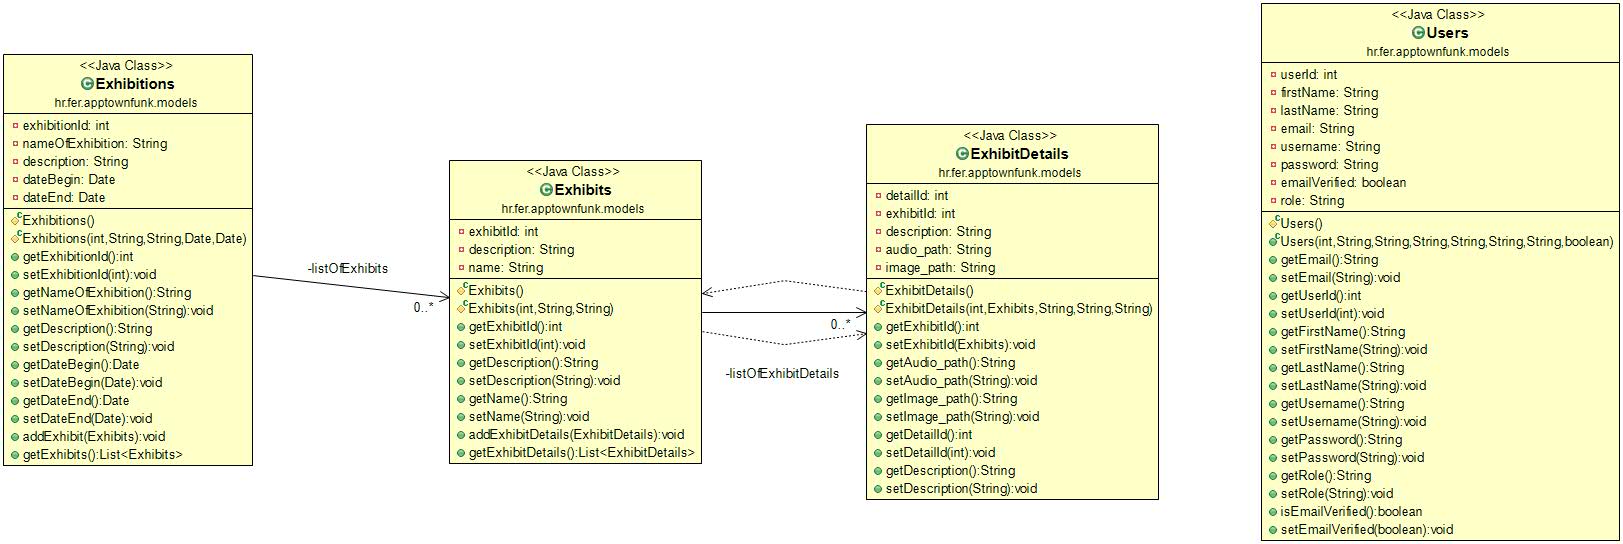 <<Java Class>>
Exhibitions
hr.fer.apptownfunk.models
exhibitionId: int
nameOfExhibition: String
description: String
dateBegin: Date
dateEnd: Date
Exhibitions()
Exhibitions(int,String,String,Date,Date)
getExhibitionId():int
setExhibitionId(int):void
getNameOfExhibition():String
setNameOfExhibition(String):void
getDescription():String
setDescription(String):void
getDateBegin():Date
setDateBegin(Date):void
getDateEnd():Date
setDateEnd(Date):void
addExhibit(Exhibits):void
getExhibits():List<Exhibits>
-listOfExhibits
0..*
<<Java Class>>
Exhibits
hr.fer.apptownfunk.models
exhibitId: int
description: String
name: String
Exhibits()
Exhibits(int,String,String)
getExhibitId():int
setExhibitId(int):void
getDescription():String
setDescription(String):void
getName():String
setName(String):void
addExhibitDetails(ExhibitDetails):void
getExhibitDetails():List<ExhibitDetails>
0..*
-listOfExhibitDetails
<<Java Class>>
ExhibitDetails
hr.fer.apptownfunk.models
detailId: int
exhibitId: int
description: String
audio_path: String
image_path: String
ExhibitDetails()
ExhibitDetails(int,Exhibits,String,String,String)
getExhibitId():int
setExhibitId(Exhibits):void
getAudio_path():String
setAudio_path(String):void
getImage_path():String
setImage_path(String):void
getDetailId():int
setDetailId(int):void
getDescription():String
setDescription(String):void
<<Java Class>>
Users
hr.fer.apptownfunk.models
userId: int
firstName: String
lastName: String
email: String
username: String
password: String
emailVerified: boolean
role: String
Users()
Users(int,String,String,String,String,String,String,boolean)
getEmail():String
setEmail(String):void
getUserId():int
setUserId(int):void
getFirstName():String
setFirstName(String):void
getLastName():String
setLastName(String):void
getUsername():String
setUsername(String):void
getPassword():String
setPassword(String):void
getRole():String
setRole(String):void
isEmailVerified():boolean
setEmailVerified(boolean):void